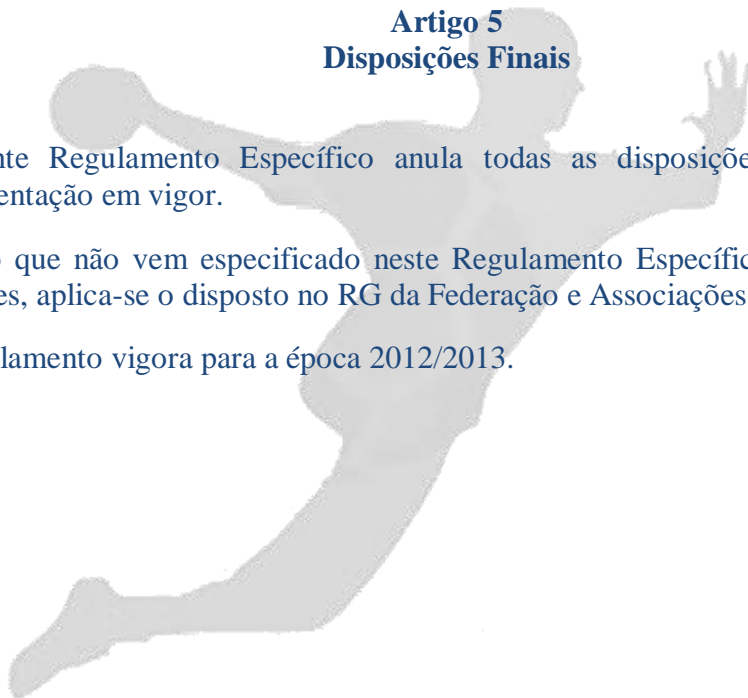 Artigo 5
Disposições Finais
nte Regulamento Específico anula todas as disposiçõe
entação em vigor.
que não vem especificado neste Regulamento Específic
es, aplica-se o disposto no RG da Federação e Associações
lamento vigora para a época 2012/2013.